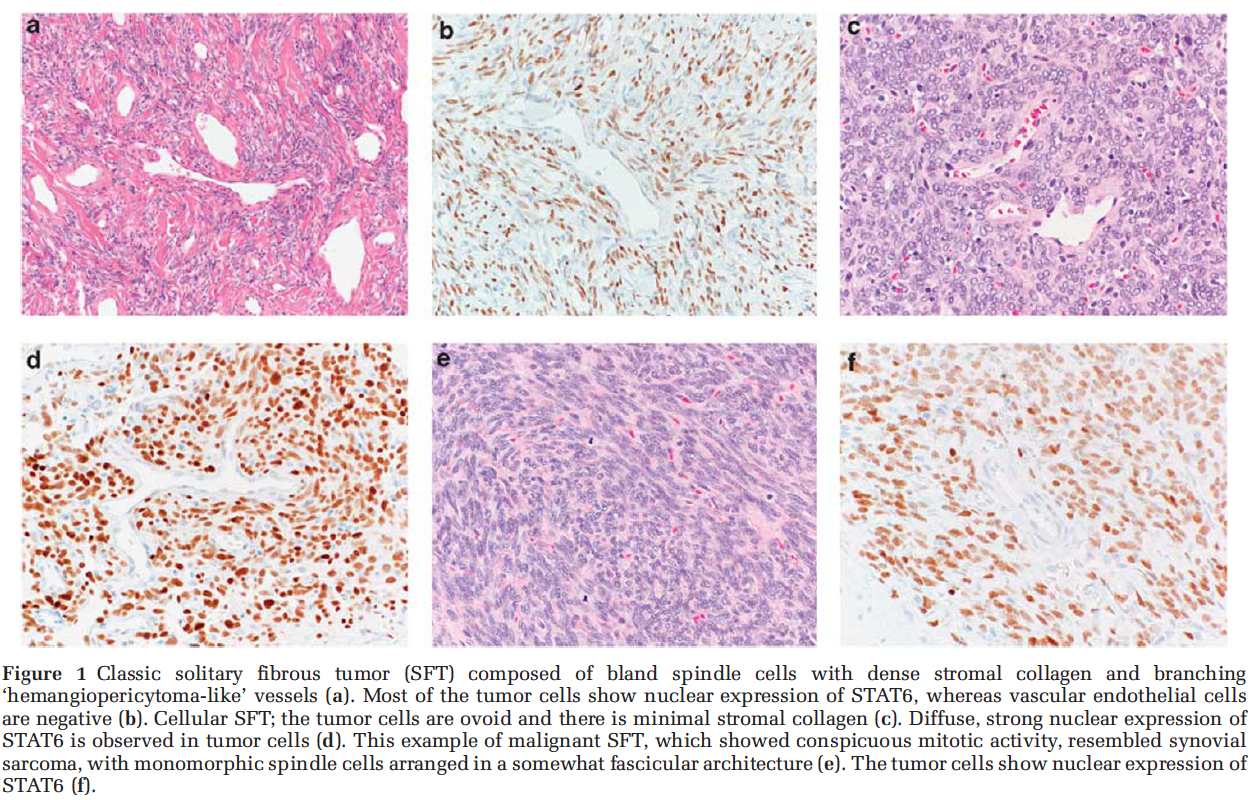 a
b
c
d
e
f
Figure 1 Classic solitary fibrous tumor (SFT) composed of bland spindle cells with dense stromal collagen and branching
‘hemangiopericytoma-like’ vessels (a). Most of the tumor cells show nuclear expression of STAT6, whereas vascular endothelial cells
are negative (b). Cellular SFT; the tumor cells are ovoid and there is minimal stromal collagen (c). Diffuse, strong nuclear expression of
STAT6 is observed in tumor cells (d). This example of malignant SFT, which showed conspicuous mitotic activity, resembled synovial
sarcoma, with monomorphic spindle cells arranged in a somewhat fascicular architecture (e). The tumor cells show nuclear expression of
STAT6 (f).